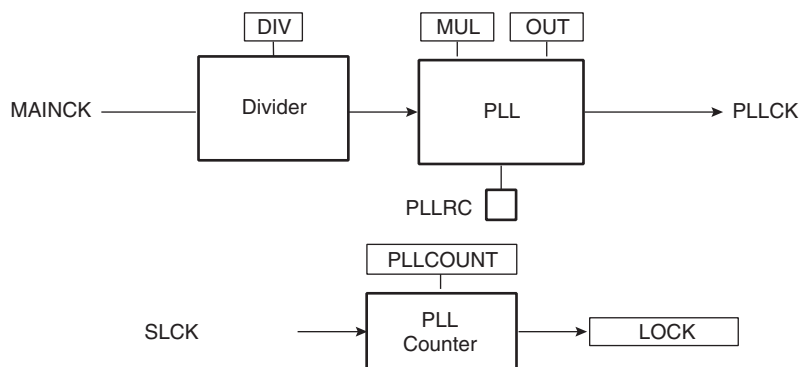 DIV
MUL
OUT
MAINCK
Divider
PLL
PLLCK
PLLRC
PLLCOUNT
SLCK
PLL
Counter
LOCK